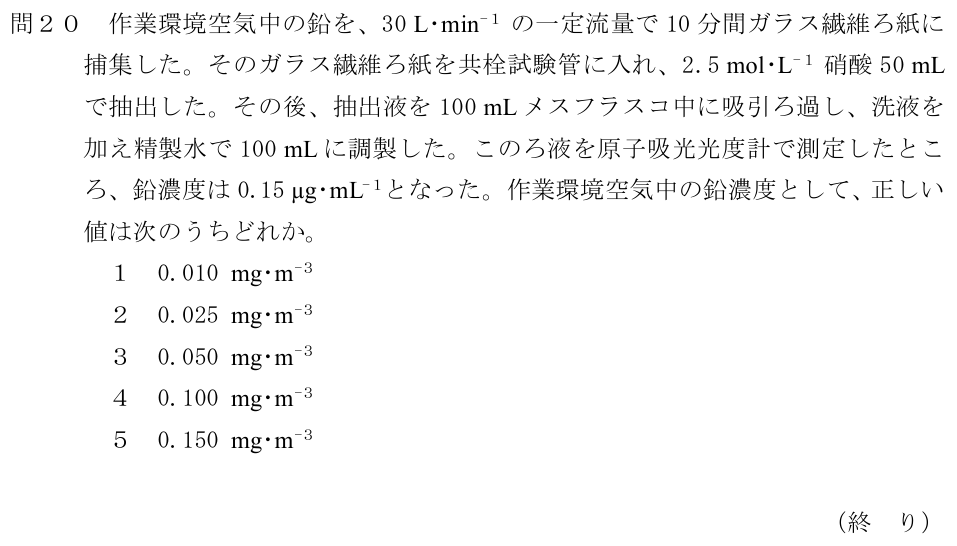 問２０　作業環境空気中の鉛を、30 L･min⁻¹ の一定流量で 10 分間ガラス繊維ろ紙に
捕集した。そのガラス繊維ろ紙を共栓試験管に入れ、2.5 mol･L⁻¹ 硝酸 50 mL
で抽出した。その後、抽出液を 100 mL メスフラスコ中に吸引ろ過し、洗液を
加え精製水で 100 mL に調製した。このろ液を原子吸光光度計で測定したとこ
ろ、鉛濃度は 0.15 μg･mL⁻¹となった。作業環境空気中の鉛濃度として、正しい
値は次のうちどれか。
１　0.010 mg･m⁻³
２　0.025 mg･m⁻³
３　0.050 mg･m⁻³
４　0.100 mg･m⁻³
５　0.150 mg･m⁻³
（終　り）